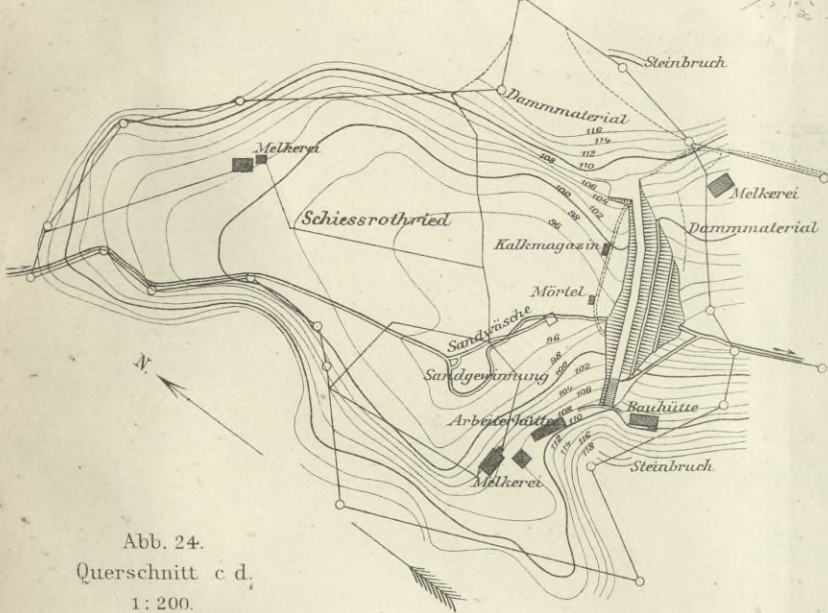 Steinbruch
Dammmaterial
116
114
112
110
108
106
104
102
100
98
96
Melkerei
Melkerei
Schiessrothried
Dammmaterial
Kalkmagazin
Mörtel
Sandwäsche
96
98
100
102
Sandgewinnung
104
106
N.
108
110
Bauhütte
Arbeiterhütte
112
114
116
118
Steinbruch
Melkerei
Abb. 24.
Querschnitt c d.
1 : 200.